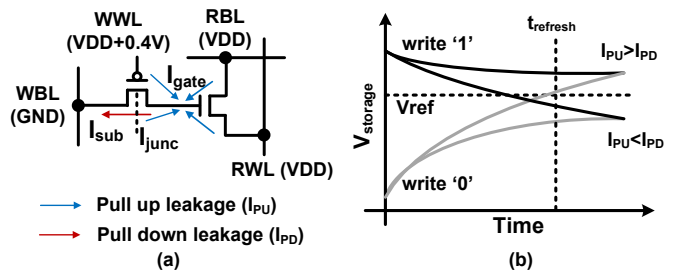 WWL
(VDD+0.4V)
RBL
(VDD)
I_gate
WBL
(GND)
I_sub
I_junc
RWL (VDD)
Pull up leakage (I_PU)
Pull down leakage (I_PD)
(a)
t_refresh
write ‘1’
I_PU>I_PD
Vref
V_storage
I_PU<I_PD
write ‘0’
Time
(b)